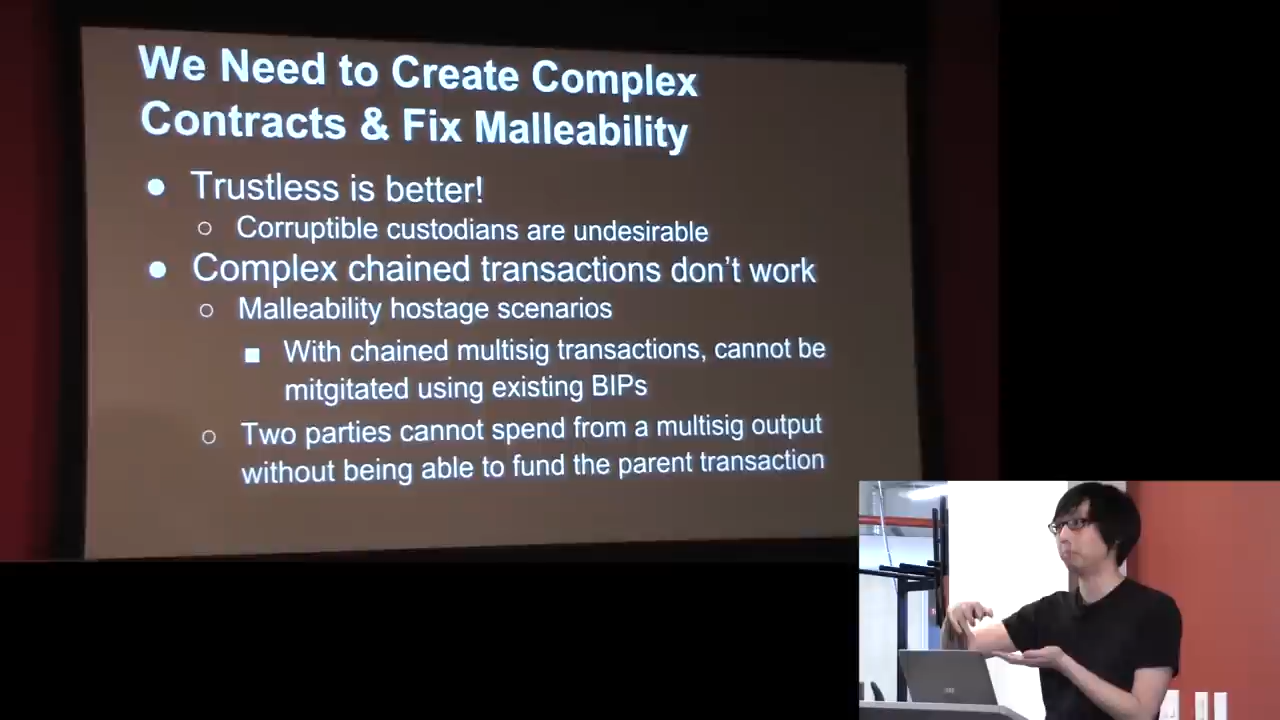 We Need to Create Complex
Contracts & Fix Malleability
● Trustless is better!
○ Corruptible custodians are undesirable
● Complex chained transactions don't work
○ Malleability hostage scenarios
■ With chained multisig transactions, cannot be
mitgitated using existing BIPs
○ Two parties cannot spend from a multisig output
without being able to fund the parent transaction